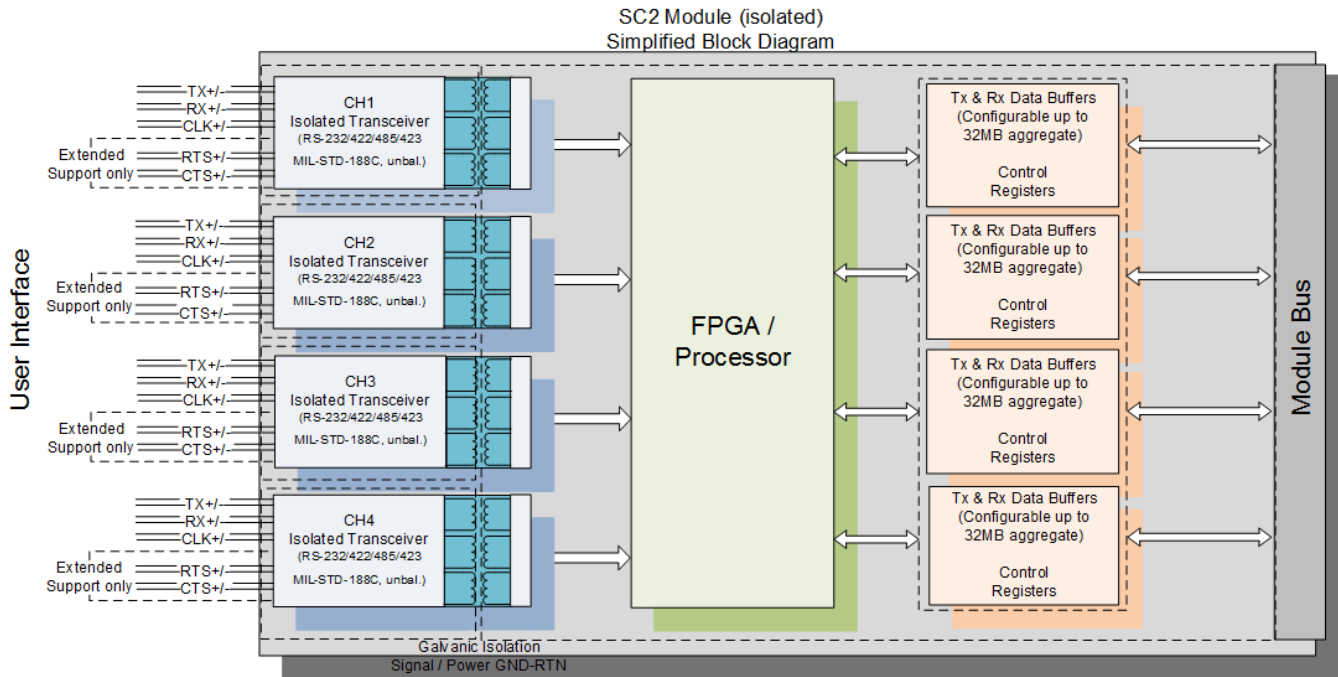 SC2 Module (isolated)
Simplified Block Diagram
User Interface
TX+/-
RX+/-
CLK+/-
Extended
Support only
RTS+/-
CTS+/-
CH1
Isolated Transceiver
(RS-232/422/485/423
MIL-STD-188C, unbal.)
TX+/-
RX+/-
CLK+/-
Extended
Support only
RTS+/-
CTS+/-
CH2
Isolated Transceiver
(RS-232/422/485/423
MIL-STD-188C, unbal.)
TX+/-
RX+/-
CLK+/-
Extended
Support only
RTS+/-
CTS+/-
CH3
Isolated Transceiver
(RS-232/422/485/423
MIL-STD-188C, unbal.)
TX+/-
RX+/-
CLK+/-
Extended
Support only
RTS+/-
CTS+/-
CH4
Isolated Transceiver
(RS-232/422/485/423
MIL-STD-188C, unbal.)
Galvanic Isolation
Signal / Power GND-RTN
FPGA /
Processor
Tx & Rx Data Buffers
(Configurable up to
32MB aggregate)
Control
Registers
Tx & Rx Data Buffers
(Configurable up to
32MB aggregate)
Control
Registers
Tx & Rx Data Buffers
(Configurable up to
32MB aggregate)
Control
Registers
Tx & Rx Data Buffers
(Configurable up to
32MB aggregate)
Control
Registers
Module Bus